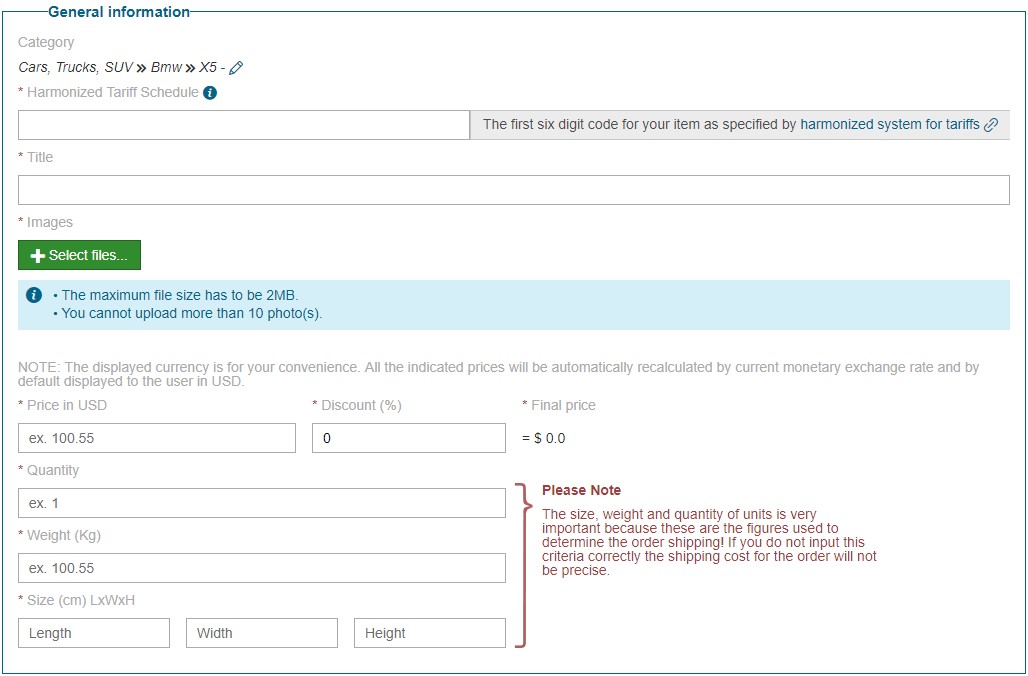 General information
Category
Cars, Trucks, SUV » Bmw » X5 -
* Harmonized Tariff Schedule
The first six digit code for your item as specified by harmonized system for tariffs
* Title
* Images
Select files...
• The maximum file size has to be 2MB.
• You cannot upload more than 10 photo(s).
NOTE: The displayed currency is for your convenience. All the indicated prices will be automatically recalculated by current monetary exchange rate and by
default displayed to the user in USD.
* Price in USD * Discount (%) * Final price
ex. 100.55 0 = $ 0.0
* Quantity
ex. 1
* Weight (Kg)
ex. 100.55
* Size (cm) LxWxH
Length Width Height
Please Note
The size, weight and quantity of units is very
important because these are the figures used to
determine the order shipping! If you do not input this
criteria correctly the shipping cost for the order will not
be precise.